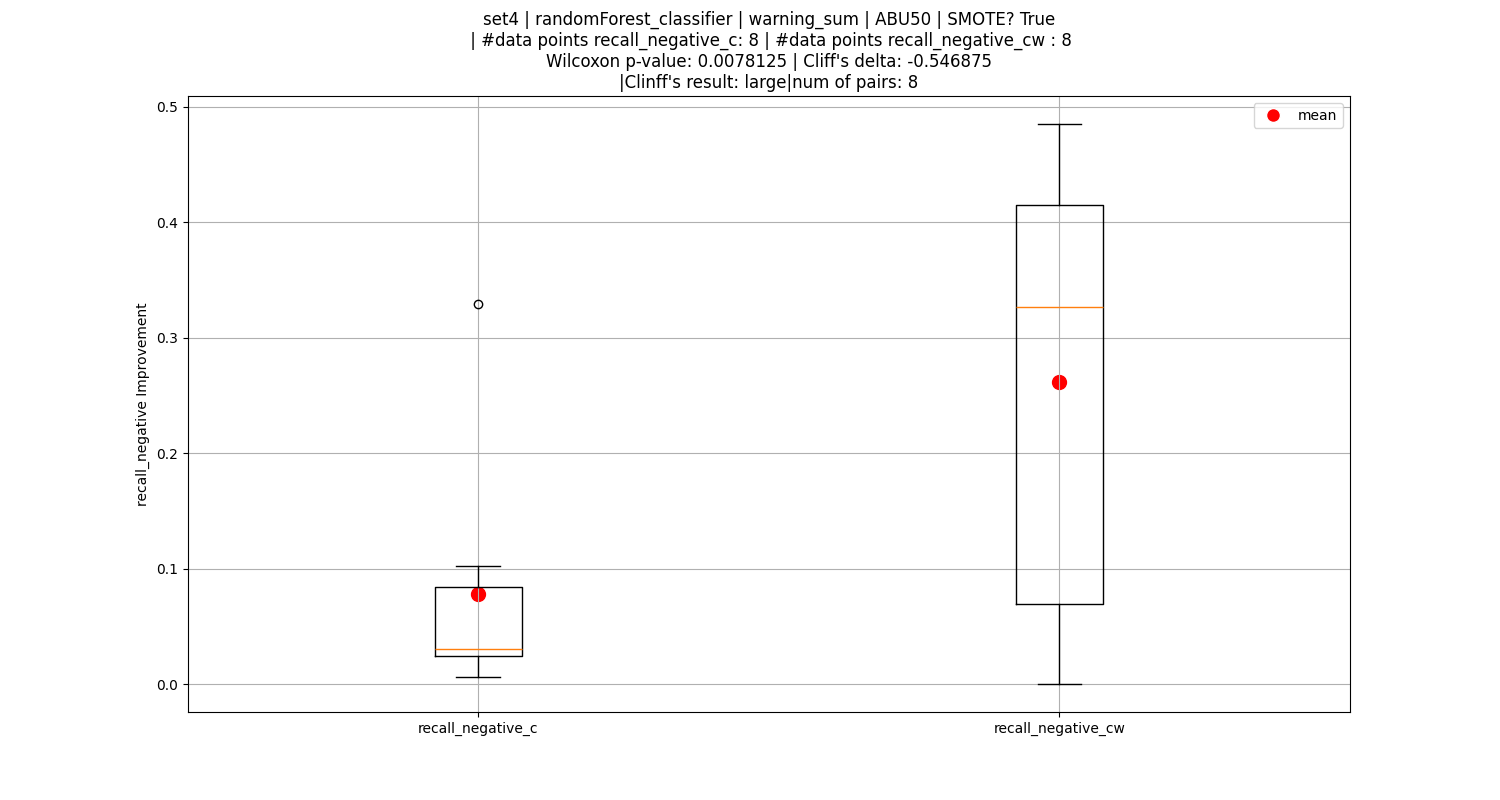 set4 | randomForest_classifier | warning_sum | ABU50 | SMOTE? True
| #data points recall_negative_c: 8 | #data points recall_negative_cw : 8
Wilcoxon p-value: 0.0078125 | Cliff's delta: -0.546875
|Clinff's result: large|num of pairs: 8
mean
recall_negative Improvement
0.5
0.4
0.3
0.2
0.1
0.0
recall_negative_c
recall_negative_cw